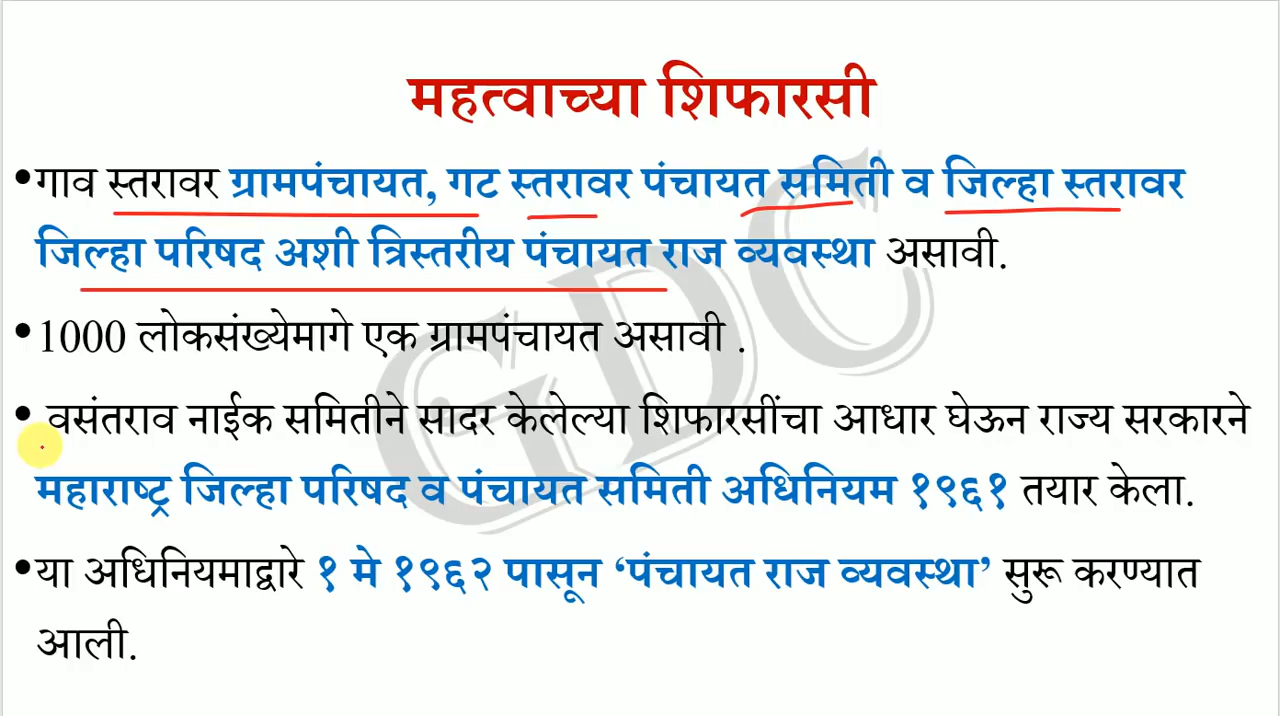 महत्वाच्या शिफारसी
•गाव स्तरावर ग्रामपंचायत, गट स्तरावर पंचायत समिती व जिल्हा स्तरावर
जिल्हा परिषद अशी त्रिस्तरीय पंचायत राज व्यवस्था असावी.
•1000 लोकसंख्येमागे एक ग्रामपंचायत असावी .
• वसंतराव नाईक समितीने सादर केलेल्या शिफारसींचा आधार घेऊन राज्य सरकारने
महाराष्ट्र जिल्हा परिषद व पंचायत समिती अधिनियम १९६१ तयार केला.
•या अधिनियमाद्वारे १ मे १९६२ पासून ‘पंचायत राज व्यवस्था’ सुरू करण्यात
आली.
GDC